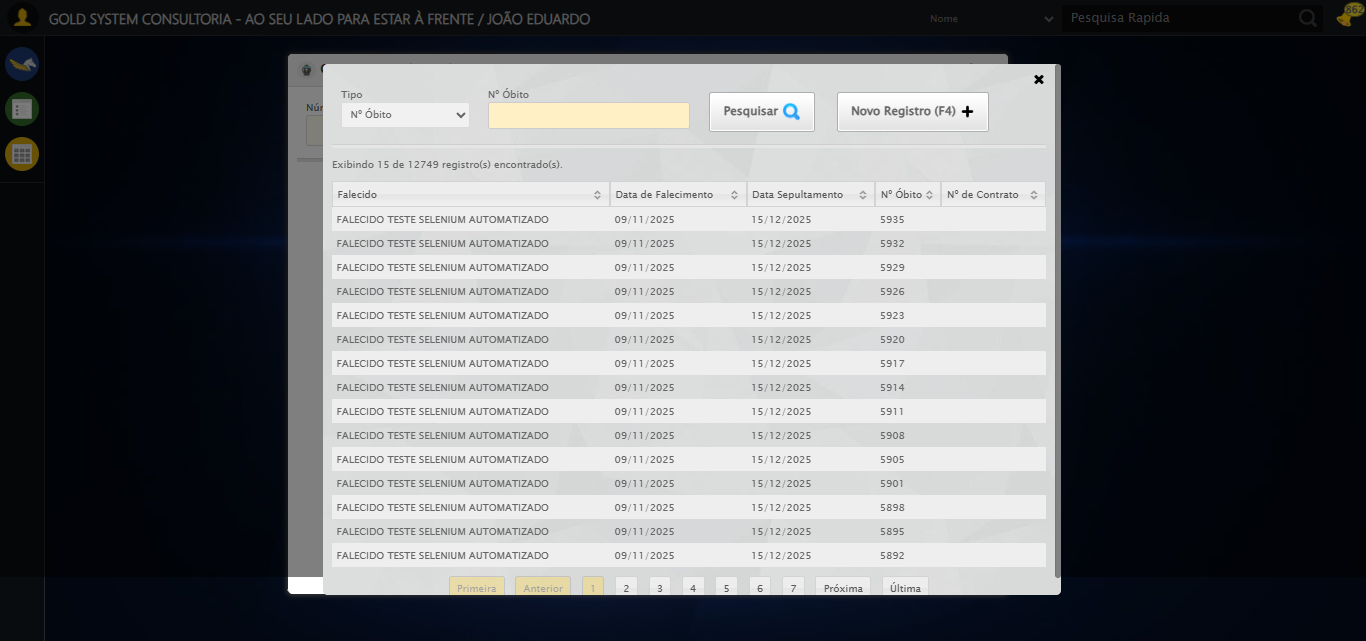 GOLD SYSTEM CONSULTORIA - AO SEU LADO PARA ESTAR À FRENTE / JOÃO EDUARDO
Nome
Pesquisa Rapida
862
Tipo
Nº Óbito
Nº Óbito
Pesquisar
Novo Registro (F4)
Exibindo 15 de 12749 registro(s) encontrado(s).
Falecido Data de Falecimento Data Sepultamento Nº Óbito Nº de Contrato
FALECIDO TESTE SELENIUM AUTOMATIZADO 09/11/2025 15/12/2025 5935
FALECIDO TESTE SELENIUM AUTOMATIZADO 09/11/2025 15/12/2025 5932
FALECIDO TESTE SELENIUM AUTOMATIZADO 09/11/2025 15/12/2025 5929
FALECIDO TESTE SELENIUM AUTOMATIZADO 09/11/2025 15/12/2025 5926
FALECIDO TESTE SELENIUM AUTOMATIZADO 09/11/2025 15/12/2025 5923
FALECIDO TESTE SELENIUM AUTOMATIZADO 09/11/2025 15/12/2025 5920
FALECIDO TESTE SELENIUM AUTOMATIZADO 09/11/2025 15/12/2025 5917
FALECIDO TESTE SELENIUM AUTOMATIZADO 09/11/2025 15/12/2025 5914
FALECIDO TESTE SELENIUM AUTOMATIZADO 09/11/2025 15/12/2025 5911
FALECIDO TESTE SELENIUM AUTOMATIZADO 09/11/2025 15/12/2025 5908
FALECIDO TESTE SELENIUM AUTOMATIZADO 09/11/2025 15/12/2025 5905
FALECIDO TESTE SELENIUM AUTOMATIZADO 09/11/2025 15/12/2025 5901
FALECIDO TESTE SELENIUM AUTOMATIZADO 09/11/2025 15/12/2025 5898
FALECIDO TESTE SELENIUM AUTOMATIZADO 09/11/2025 15/12/2025 5895
FALECIDO TESTE SELENIUM AUTOMATIZADO 09/11/2025 15/12/2025 5892
Primeira Anterior 1 2 3 4 5 6 7 Próxima Última